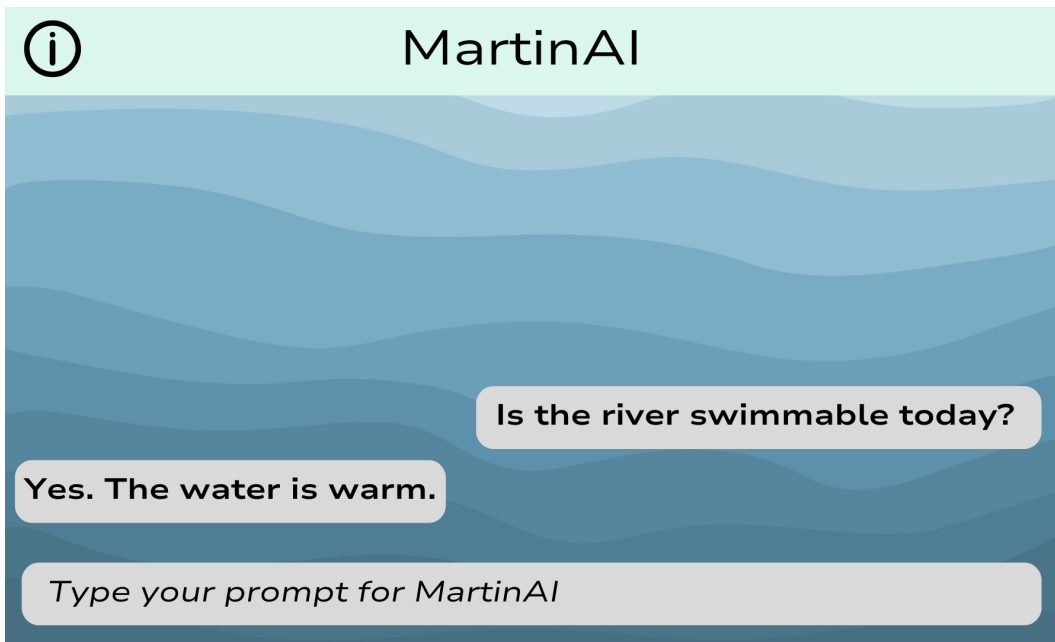 MartinAI
Is the river swimmable today?
Yes. The water is warm.
Type your prompt for MartinAI